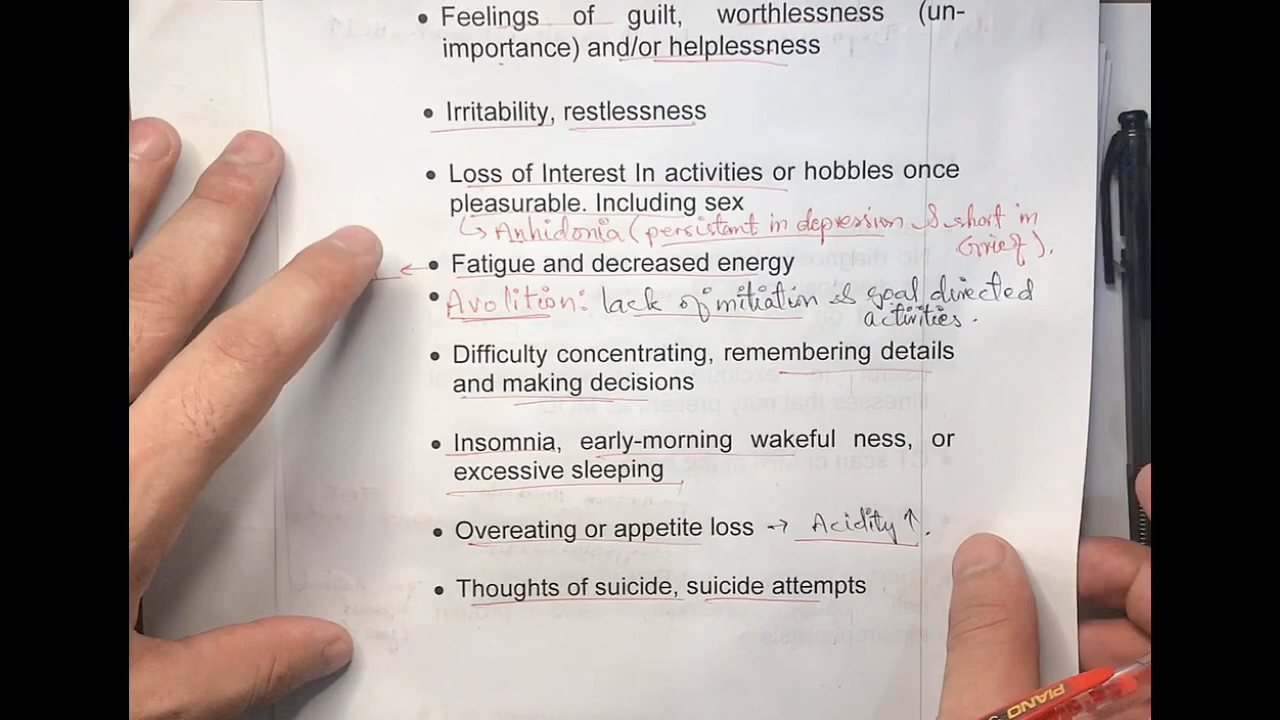 • Feelings of guilt, worthlessness (un-
importance) and/or helplessness
• Irritability, restlessness
• Loss of Interest In activities or hobbles once
pleasurable. Including sex
↳ Anhidonia (persistant in depression & short in
Grief).
• Fatigue and decreased energy
• Avolition: lack of initiation & goal directed
activities.
• Difficulty concentrating, remembering details
and making decisions
• Insomnia, early-morning wakeful ness, or
excessive sleeping
• Overeating or appetite loss → Acidity ↑.
• Thoughts of suicide, suicide attempts
PIANO